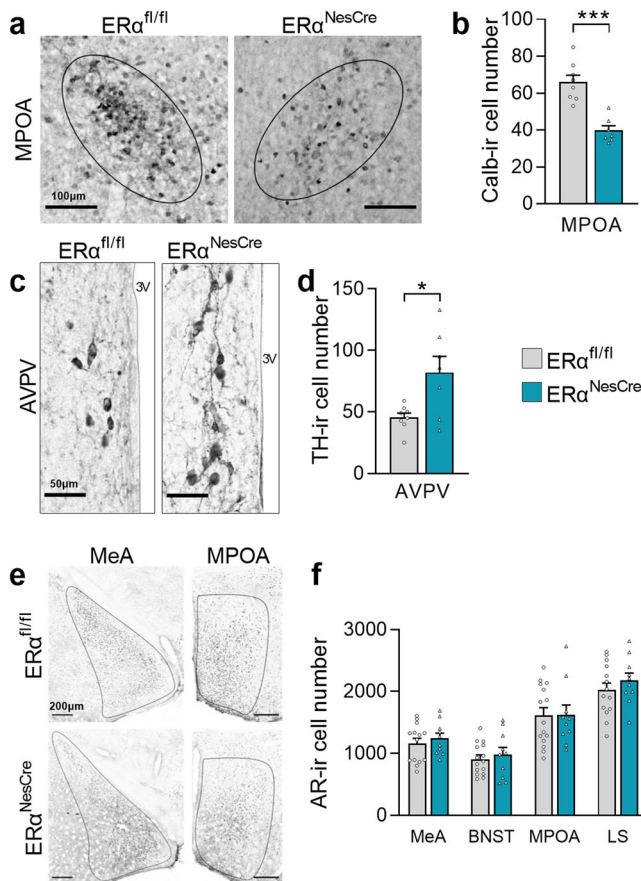 a
ERα^fl/fl
ERα^NesCre
MPOA
100µm
b
***
Calb-ir cell number
100
80
60
40
20
0
MPOA
c
ERα^fl/fl
ERα^NesCre
AVPV
3V
3V
50µm
d
*
TH-ir cell number
150
100
50
0
AVPV
ERα^fl/fl
ERα^NesCre
e
MeA
MPOA
ERα^fl/fl
200µm
ERα^NesCre
f
AR-ir cell number
3000
2000
1000
0
MeA BNST MPOA LS